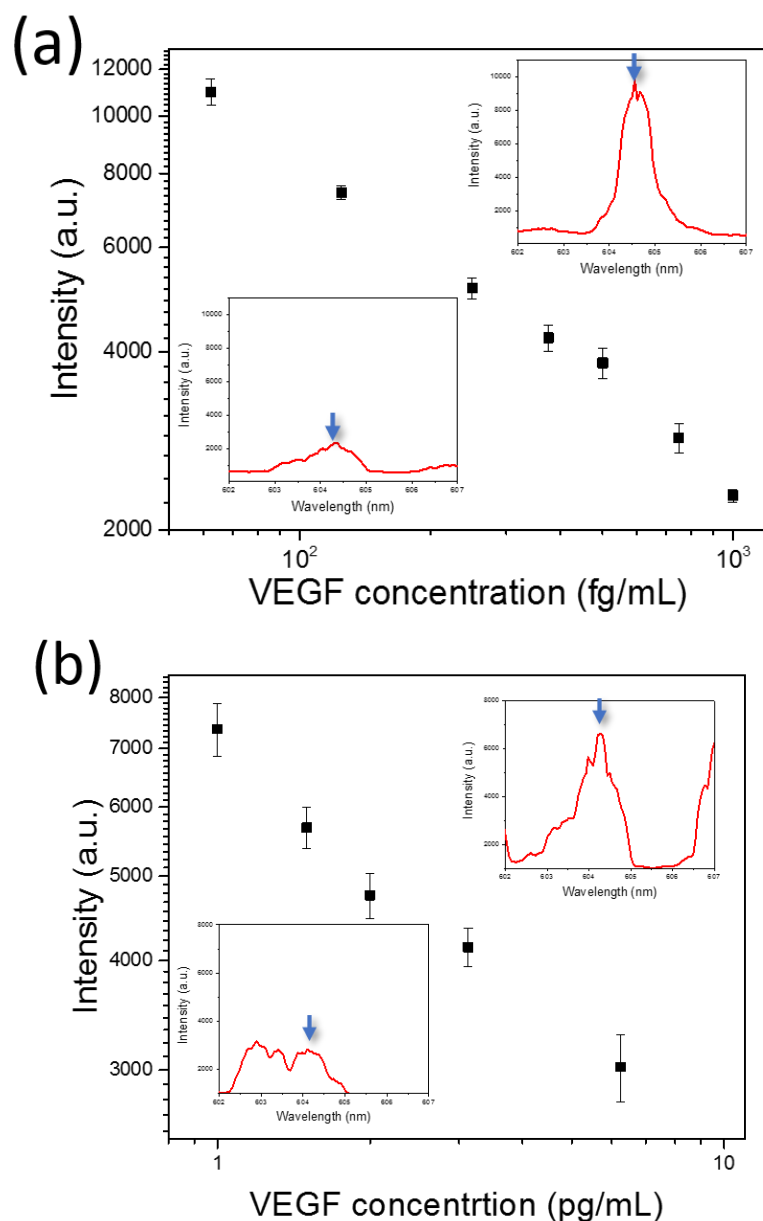 (a)
12000
10000
8000
6000
4000
2000
Intensity (a.u.)
10²
10³
VEGF concentration (fg/mL)
10000
8000
6000
4000
2000
Intensity (a.u.)
602 603 604 605 606 607
Wavelength (nm)
10000
8000
6000
4000
2000
Intensity (a.u.)
602 603 604 605 606 607
Wavelength (nm)
(b)
8000
7000
6000
5000
4000
3000
Intensity (a.u.)
1
10
VEGF concentrtion (pg/mL)
8000
6000
4000
2000
Intensity (a.u.)
602 603 604 605 606 607
Wavelength (nm)
8000
6000
4000
2000
Intensity (a.u.)
602 603 604 605 606 607
Wavelength (nm)